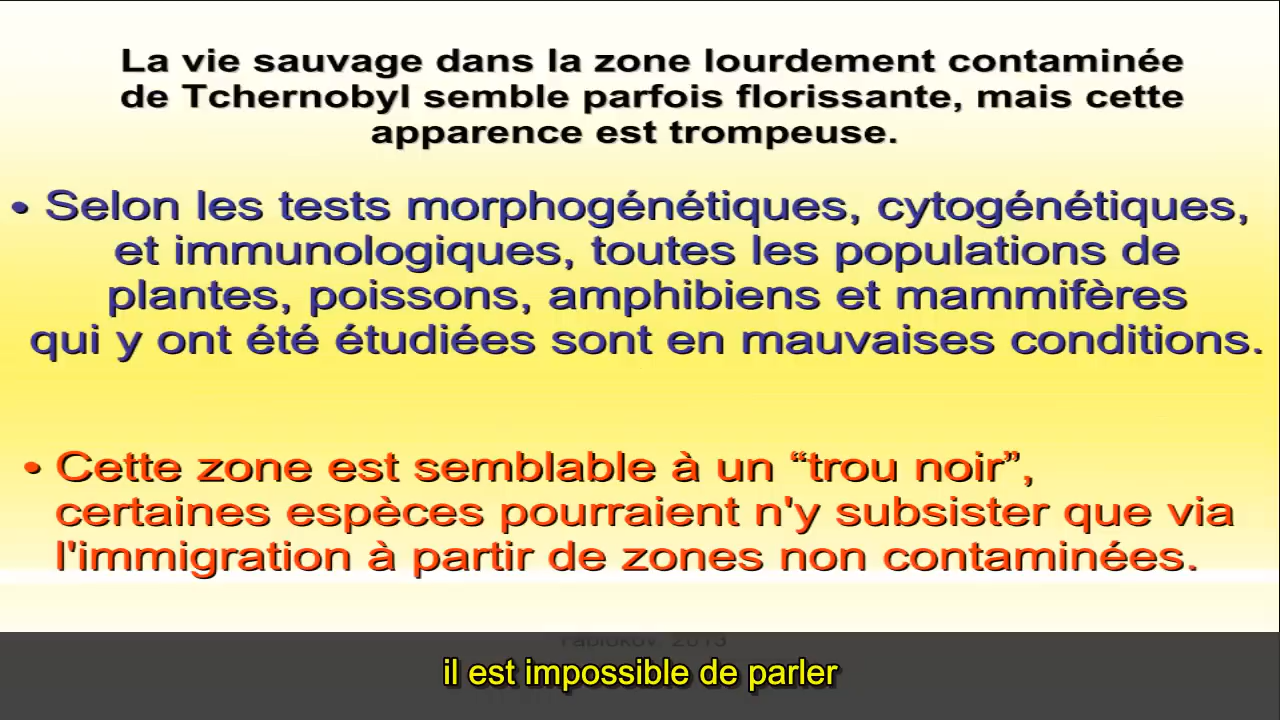 La vie sauvage dans la zone lourdement contaminée
de Tchernobyl semble parfois florissante, mais cette
apparence est trompeuse.
• Selon les tests morphogénétiques, cytogénétiques,
et immunologiques, toutes les populations de
plantes, poissons, amphibiens et mammifères
qui y ont été étudiées sont en mauvaises conditions.
• Cette zone est semblable à un “trou noir”,
certaines espèces pourraient n'y subsister que via
l'immigration à partir de zones non contaminées.
il est impossible de parler